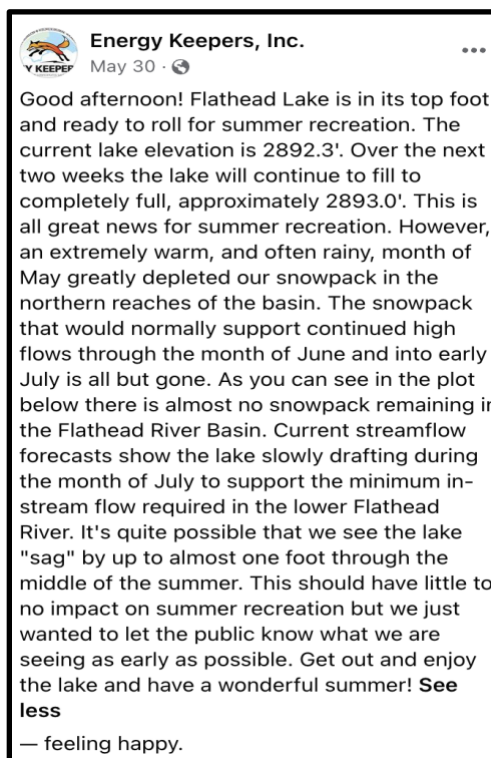 Energy Keepers, Inc.
May 30 ·
Good afternoon! Flathead Lake is in its top foot
and ready to roll for summer recreation. The
current lake elevation is 2892.3'. Over the next
two weeks the lake will continue to fill to
completely full, approximately 2893.0'. This is
all great news for summer recreation. However,
an extremely warm, and often rainy, month of
May greatly depleted our snowpack in the
northern reaches of the basin. The snowpack
that would normally support continued high
flows through the month of June and into early
July is all but gone. As you can see in the plot
below there is almost no snowpack remaining in
the Flathead River Basin. Current streamflow
forecasts show the lake slowly drafting during
the month of July to support the minimum in-
stream flow required in the lower Flathead
River. It's quite possible that we see the lake
"sag" by up to almost one foot through the
middle of the summer. This should have little to
no impact on summer recreation but we just
wanted to let the public know what we are
seeing as early as possible. Get out and enjoy
the lake and have a wonderful summer! See
less
— feeling happy.